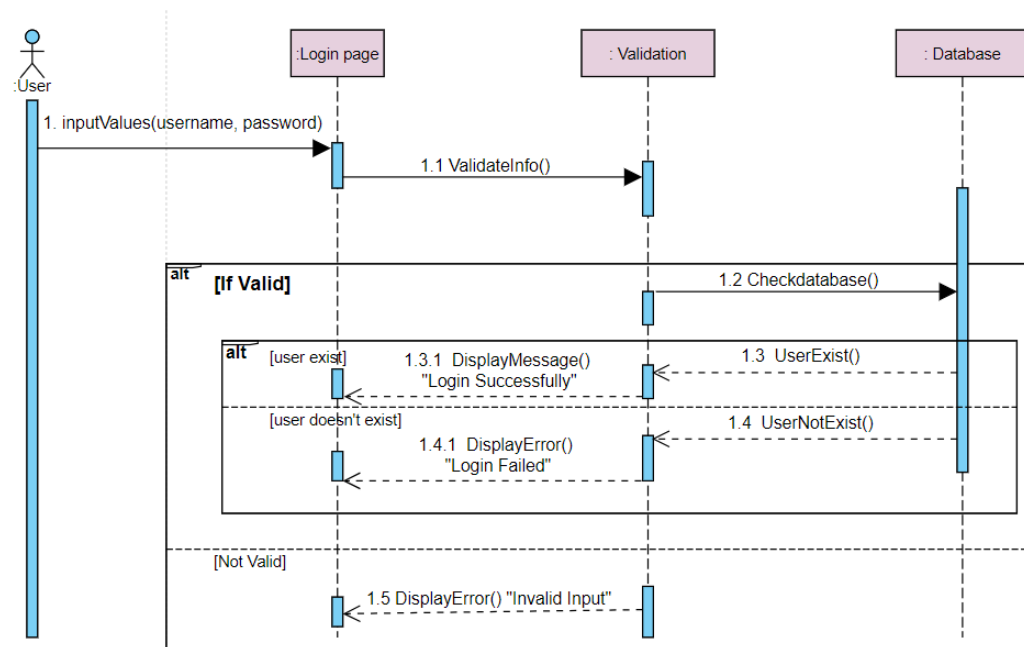 :Login page
: Validation
: Database
:User
1. inputValues(username, password)
1.1 ValidateInfo()
alt
[If Valid]
1.2 Checkdatabase()
alt
[user exist]
1.3.1 DisplayMessage()
"Login Successfully"
1.3 UserExist()
[user doesn't exist]
1.4.1 DisplayError()
"Login Failed"
1.4 UserNotExist()
[Not Valid]
1.5 DisplayError() "Invalid Input"